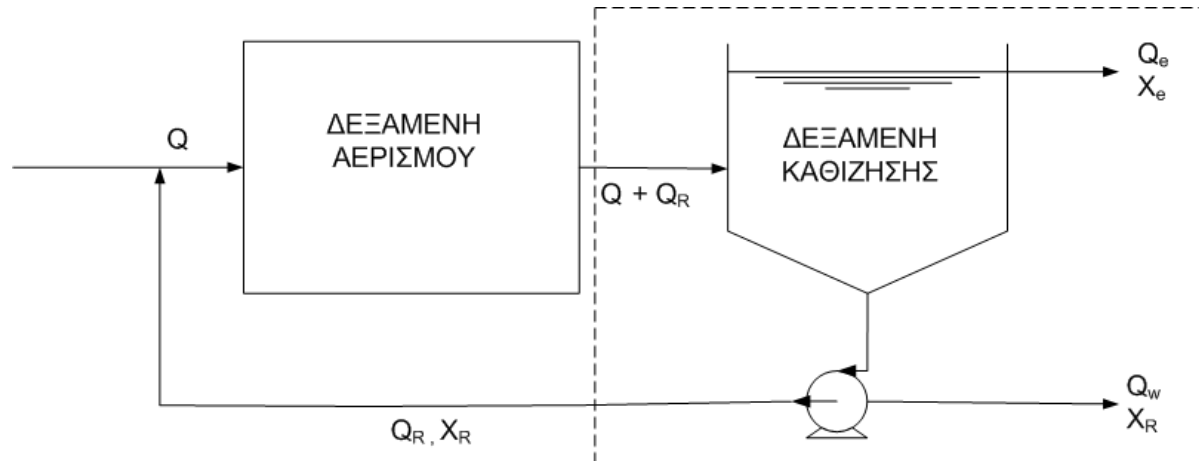 Q
ΔΕΞΑΜΕΝΗ
ΑΕΡΙΣΜΟΥ
Q + Q_R
ΔΕΞΑΜΕΝΗ
ΚΑΘΙΖΗΣΗΣ
Q_e
X_e
Q_R , X_R
Q_w
X_R